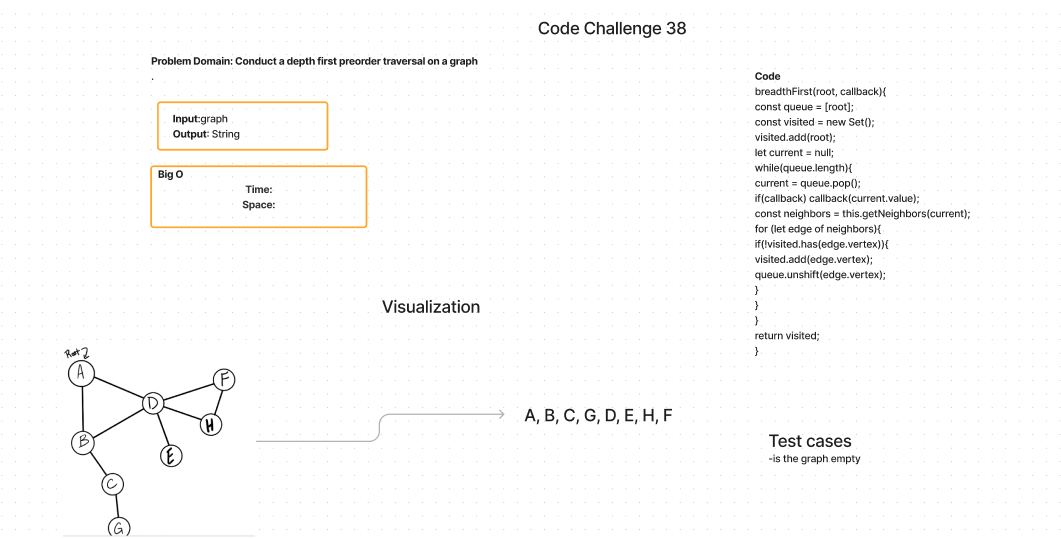 Code Challenge 38
Problem Domain: Conduct a depth first preorder traversal on a graph
.
Input:graph
Output: String
Big O
Time:
Space:
Code
breadthFirst(root, callback){
const queue = [root];
const visited = new Set();
visited.add(root);
let current = null;
while(queue.length){
current = queue.pop();
if(callback) callback(current.value);
const neighbors = this.getNeighbors(current);
for (let edge of neighbors){
if(!visited.has(edge.vertex)){
visited.add(edge.vertex);
queue.unshift(edge.vertex);
}
}
}
return visited;
}
Visualization
Root
A
F
D
H
B
E
C
G
A, B, C, G, D, E, H, F
Test cases
-is the graph empty